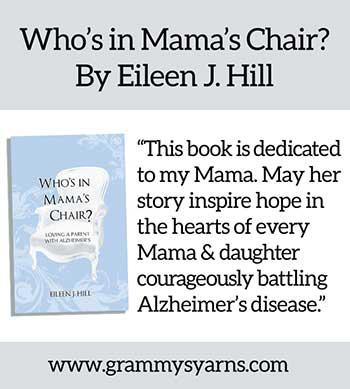 Who’s in Mama’s Chair?
By Eileen J. Hill
WHO'S IN
MAMA'S
CHAIR?
LOVING A PARENT
WITH ALZHEIMER'S
EILEEN J. HILL
“This book is dedicated
to my Mama. May her
story inspire hope in
the hearts of every
Mama & daughter
courageously battling
Alzheimer’s disease.”
www.grammysyarns.com